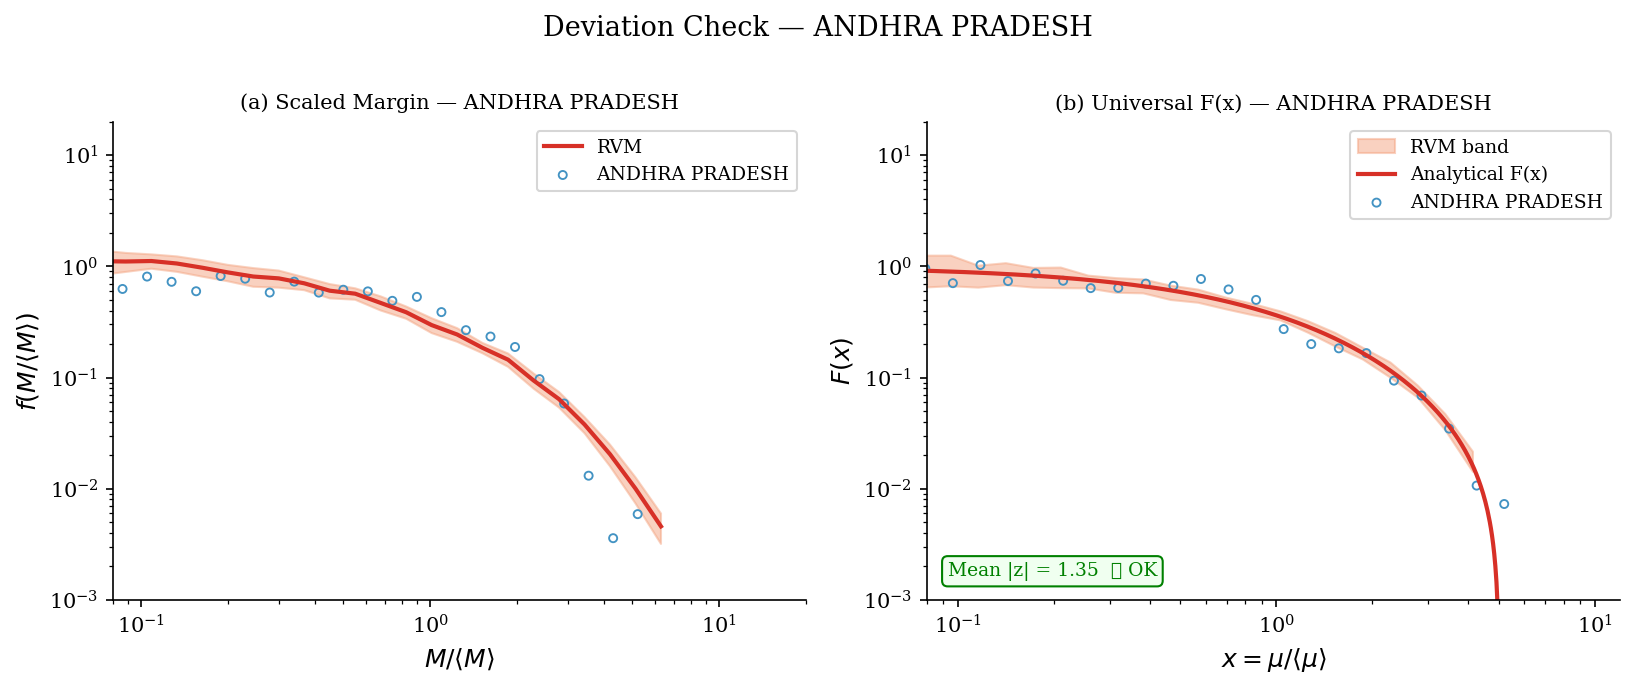 Deviation Check — ANDHRA PRADESH
(a) Scaled Margin — ANDHRA PRADESH
RVM
ANDHRA PRADESH
10¹
10⁰
10⁻¹
10⁻²
10⁻³
f(M/⟨M⟩)
10⁻¹
10⁰
10¹
M/⟨M⟩
(b) Universal F(x) — ANDHRA PRADESH
RVM band
Analytical F(x)
ANDHRA PRADESH
10¹
10⁰
10⁻¹
10⁻²
10⁻³
F(x)
Mean |z| = 1.35 ▯ OK
10⁻¹
10⁰
10¹
x = μ/⟨μ⟩